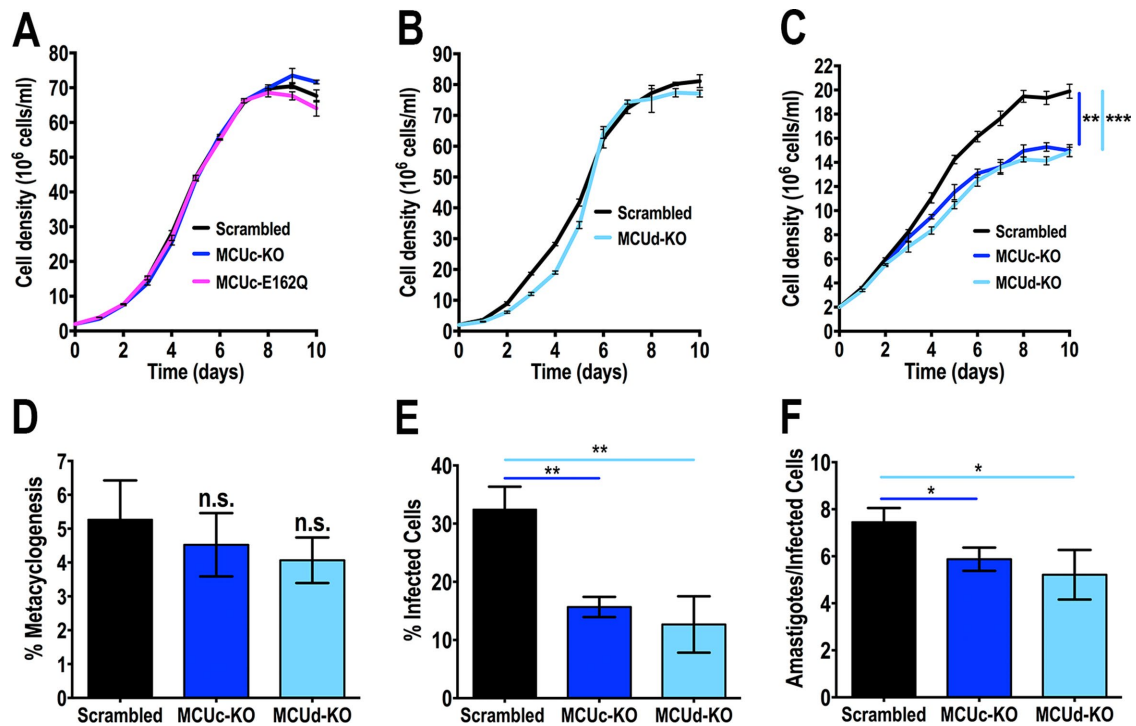 A
Cell density (10⁶ cells/ml)
80
70
60
50
40
30
20
10
0
0 2 4 6 8 10
Time (days)
Scrambled
MCUc-KO
MCUc-E162Q
B
Cell density (10⁶ cells/ml)
90
80
70
60
50
40
30
20
10
0
0 2 4 6 8 10
Time (days)
Scrambled
MCUd-KO
C
Cell density (10⁶ cells/ml)
22
20
18
16
14
12
10
8
6
4
2
0
0 2 4 6 8 10
Time (days)
Scrambled
MCUc-KO
MCUd-KO
** ***
D
% Metacyclogenesis
7
6
5
4
3
2
1
0
n.s. n.s.
Scrambled MCUc-KO MCUd-KO
E
% Infected Cells
40
30
20
10
0
**
**
Scrambled MCUc-KO MCUd-KO
F
Amastigotes/Infected Cells
10
8
6
4
2
0
*
*
Scrambled MCUc-KO MCUd-KO